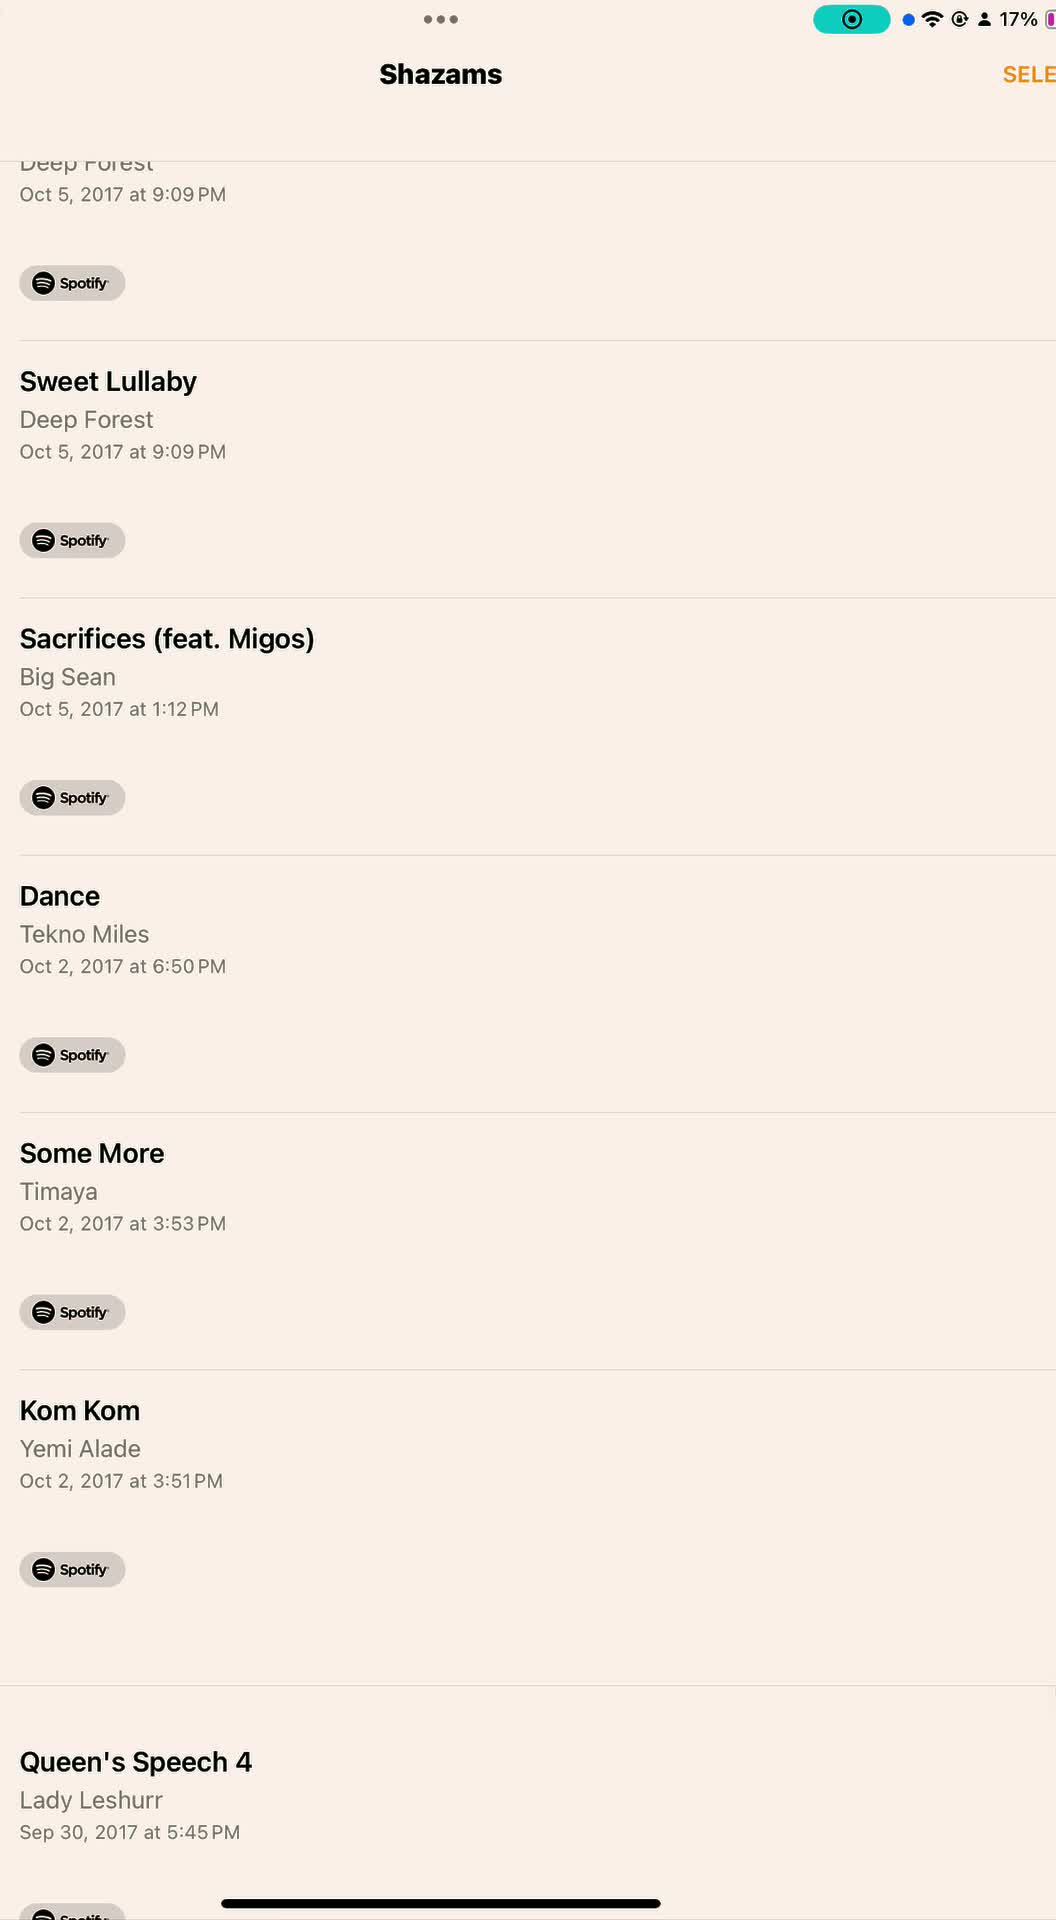 17%
Shazams
Deep Forest
Oct 5, 2017 at 9:09 PM
Spotify
Sweet Lullaby
Deep Forest
Oct 5, 2017 at 9:09 PM
Spotify
Sacrifices (feat. Migos)
Big Sean
Oct 5, 2017 at 1:12 PM
Spotify
Dance
Tekno Miles
Oct 2, 2017 at 6:50 PM
Spotify
Some More
Timaya
Oct 2, 2017 at 3:53 PM
Spotify
Kom Kom
Yemi Alade
Oct 2, 2017 at 3:51 PM
Spotify
Queen's Speech 4
Lady Leshurr
Sep 30, 2017 at 5:45 PM
Spotify